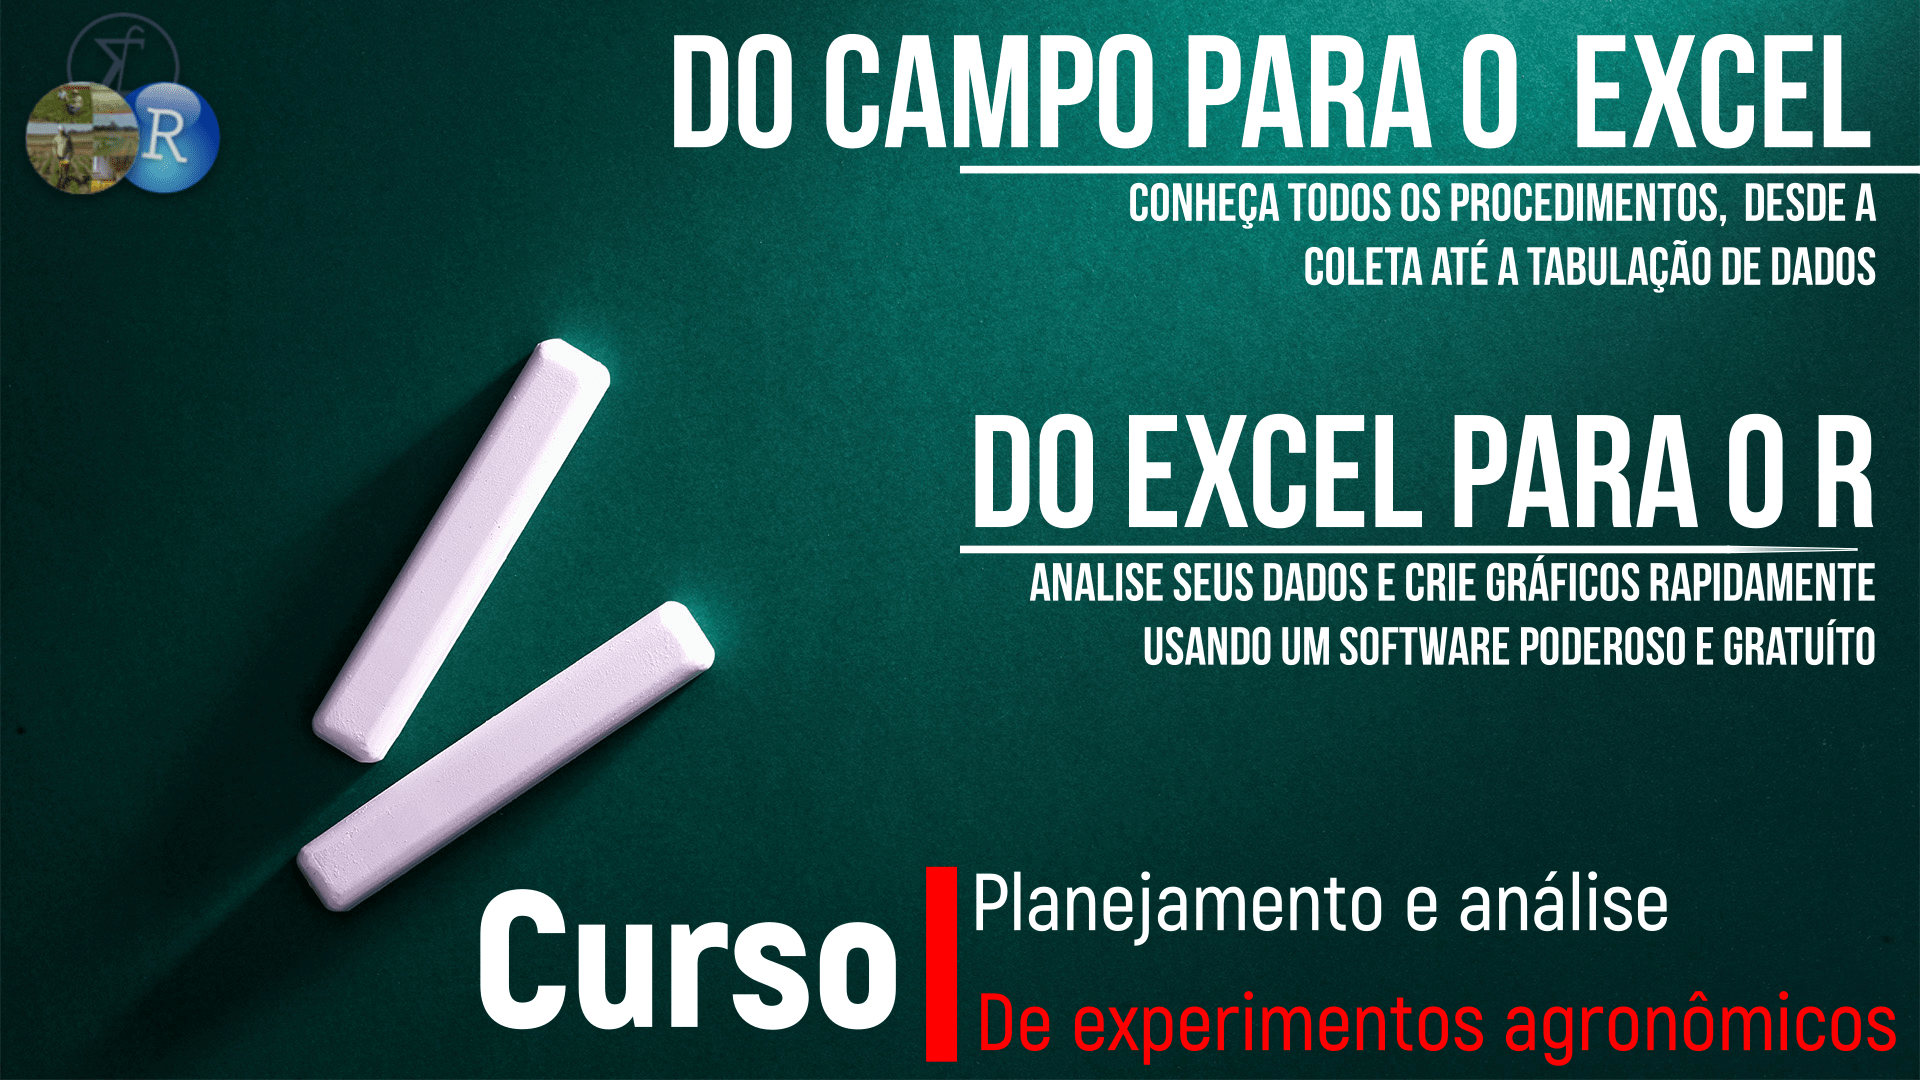 R
DO CAMPO PARA O EXCEL
CONHEÇA TODOS OS PROCEDIMENTOS, DESDE A
COLETA ATÉ A TABULAÇÃO DE DADOS
DO EXCEL PARA O R
ANALISE SEUS DADOS E CRIE GRÁFICOS RAPIDAMENTE
USANDO UM SOFTWARE PODEROSO E GRATUÍTO
Curso
Planejamento e análise
De experimentos agronômicos